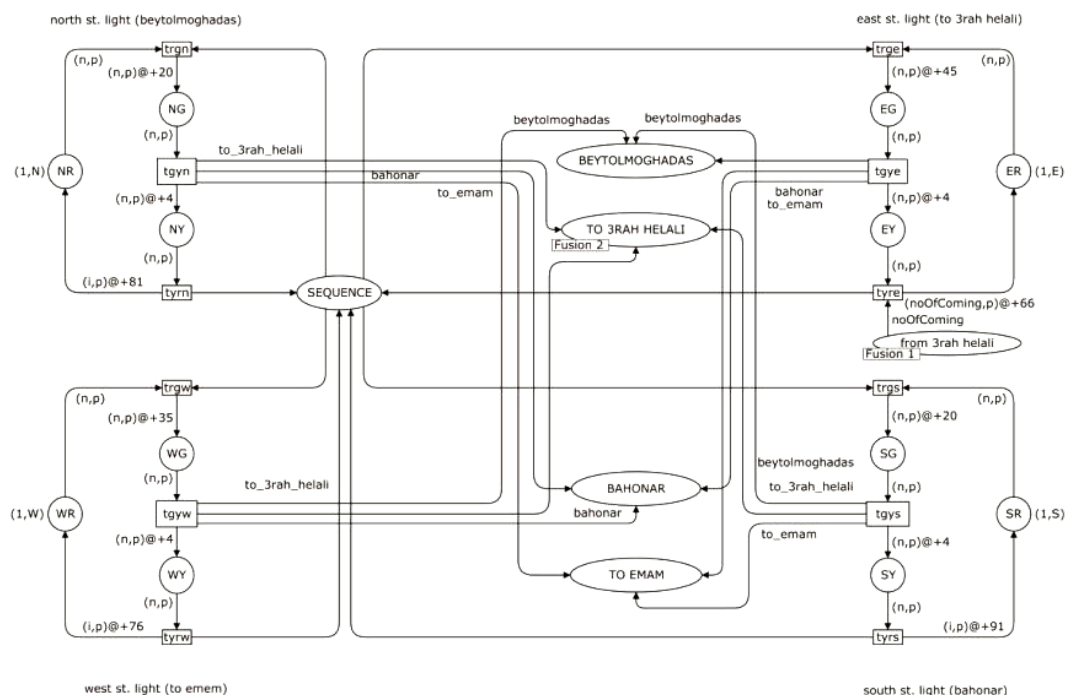 north st. light (beytolmoghadas)
east st. light (to 3rah helali)
trgn
trge
(n,p)
(n,p)@+20
(n,p)@+45
(n,p)
NG
EG
beytolmoghadas
beytolmoghadas
(n,p)
(n,p)
to_3rah_helali
BEYTOLMOGHADAS
(1,N)
NR
tgyn
bahonar
tgye
ER
(1,E)
(n,p)@+4
to_emam
bahonar
to_emam
(n,p)@+4
NY
TO 3RAH HELALI
EY
Fusion 2
(n,p)
(n,p)
(i,p)@+81
tyrn
SEQUENCE
tyre
(noOfComing,p)@+66
noOfComing
from 3rah helali
Fusion 1
trgw
trgs
(n,p)
(n,p)@+35
(n,p)@+20
(n,p)
WG
SG
beytolmoghadas
(n,p)
to_3rah_helali
BAHONAR
to_3rah_helali
(n,p)
(1,W)
WR
tgyw
bahonar
tgys
SR
(1,S)
(n,p)@+4
to_emam
(n,p)@+4
WY
TO EMAM
SY
(n,p)
(n,p)
(i,p)@+76
tyrw
tyrs
(i,p)@+91
west st. light (to emem)
south st. light (bahonar)